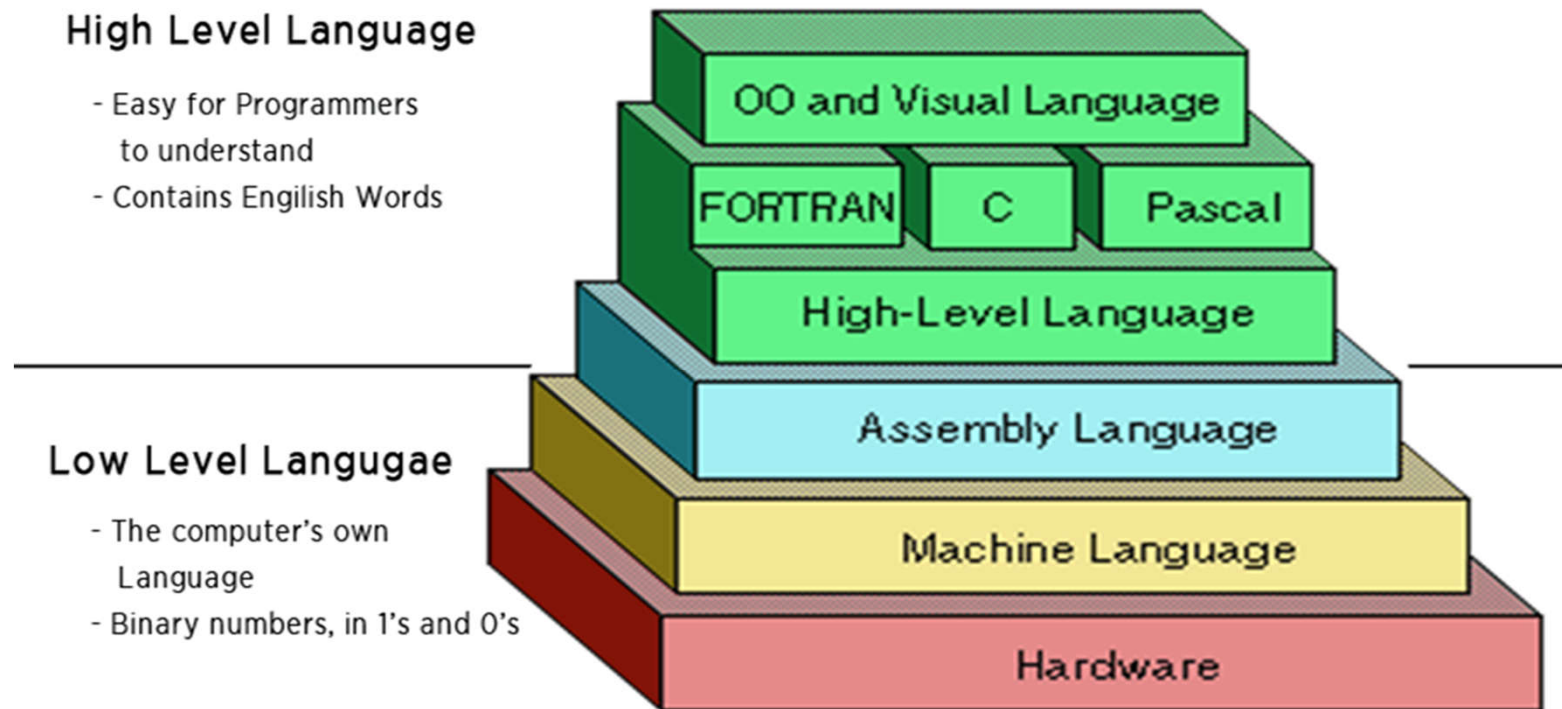 High Level Language
- Easy for Programmers
to understand
- Contains Engilish Words
OO and Visual Language
FORTRAN
C
Pascal
High-Level Language
Assembly Language
Low Level Langugae
- The computer's own
Language
- Binary numbers, in 1's and 0's
Machine Language
Hardware